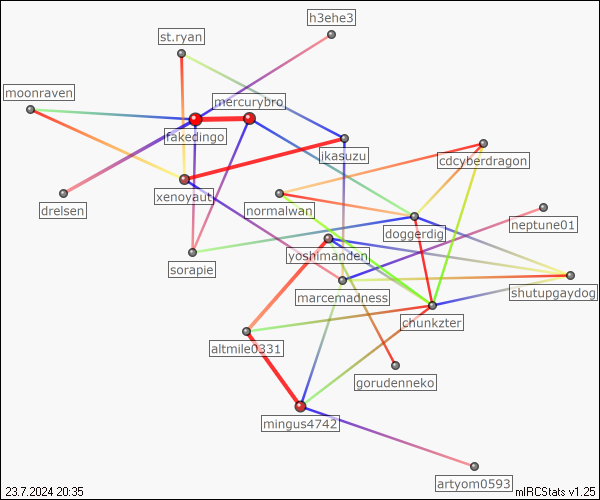 h3ehe3
st.ryan
moonraven
mercurybro
fakedingo
ikasuzu
cdcyberdragon
xenoyaut
drelsen
normalwan
neptune01
doggerdig
yoshimanden
sorapie
marcemadness
shutupgaydog
chunkzter
altmile0331
gorudenneko
mingus4742
artyom0593
23.7.2024 20:35
mIRCStats v1.25